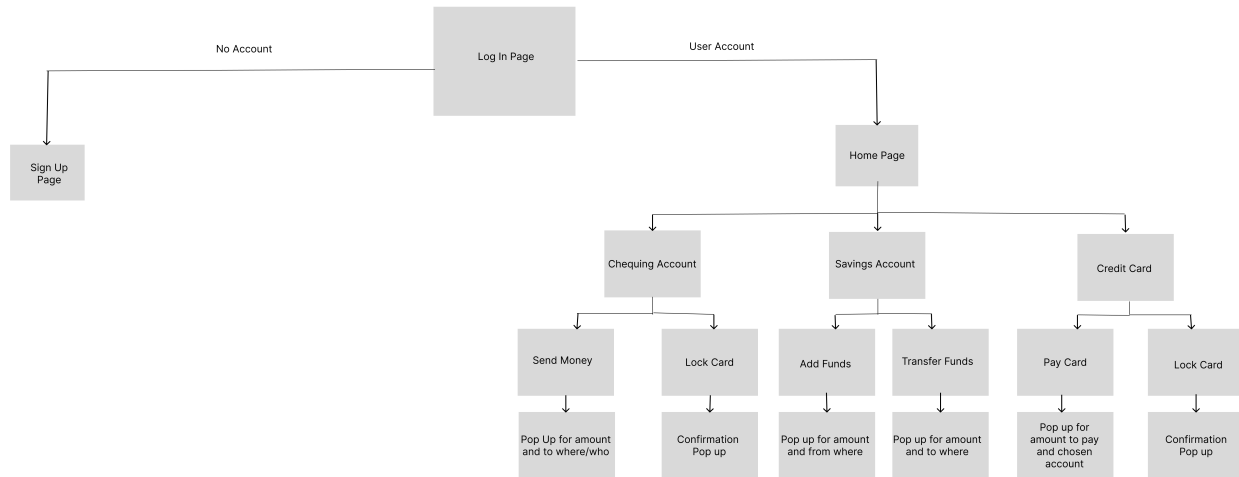 No Account
User Account
Log In Page
Sign Up
Page
Home Page
Chequing Account
Savings Account
Credit Card
Send Money
Lock Card
Add Funds
Transfer Funds
Pay Card
Lock Card
Pop Up for amount
and to where/who
Confirmation
Pop up
Pop up for amount
and from where
Pop up for amount
and to where
Pop up for
amount to pay
and chosen
account
Confirmation
Pop up